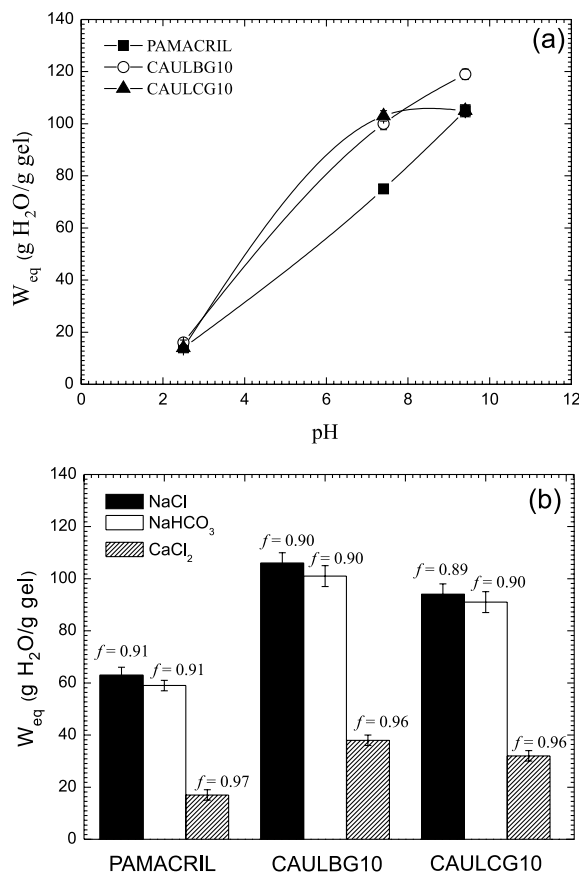 140
120
100
80
60
40
20
0
W_eq (g H₂O/g gel)
PAMACRIL
CAULBG10
CAULCG10
(a)
0 2 4 6 8 10 12
pH
140
120
100
80
60
40
20
0
W_eq (g H₂O/g gel)
NaCl
NaHCO₃
CaCl₂
(b)
f = 0.91
f = 0.91
f = 0.97
f = 0.90
f = 0.90
f = 0.96
f = 0.89
f = 0.90
f = 0.96
PAMACRIL CAULBG10 CAULCG10